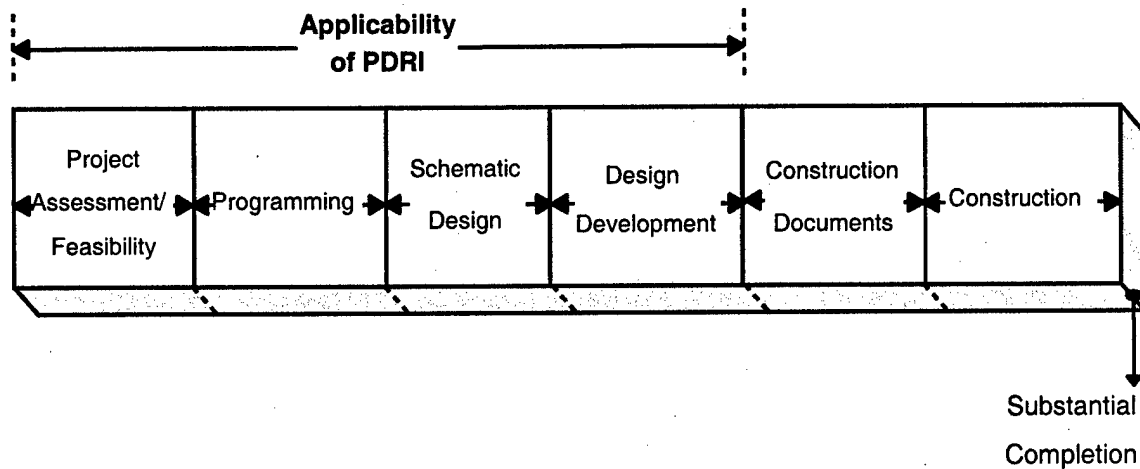 Applicability
of PDRI
Project
Assessment/
Feasibility
Programming
Schematic
Design
Design
Development
Construction
Documents
Construction
Substantial
Completion